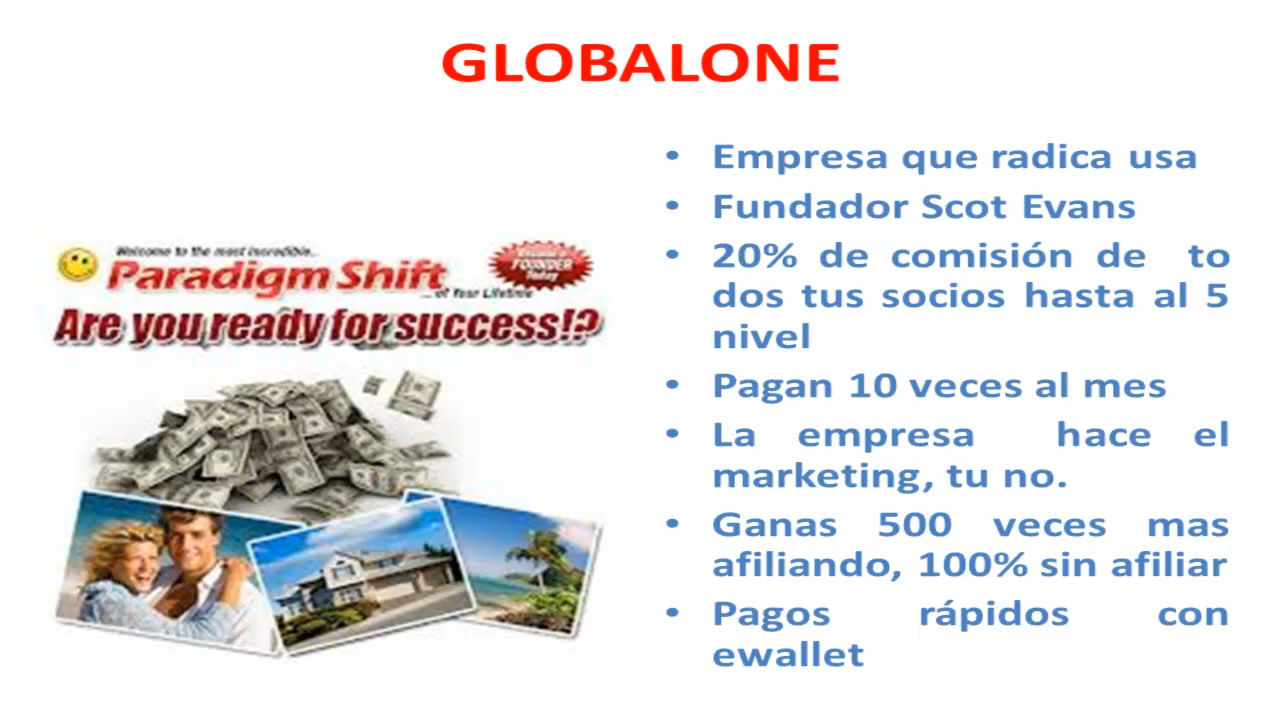 GLOBALONE
Welcome to the most incredible...
Paradigm Shift
... of Your Lifetime
FOUNDER
Today
Are you ready for success!?
• Empresa que radica usa
• Fundador Scot Evans
• 20% de comisión de to
dos tus socios hasta al 5
nivel
• Pagan 10 veces al mes
• La empresa hace el
marketing, tu no.
• Ganas 500 veces mas
afiliando, 100% sin afiliar
• Pagos rápidos con
ewallet